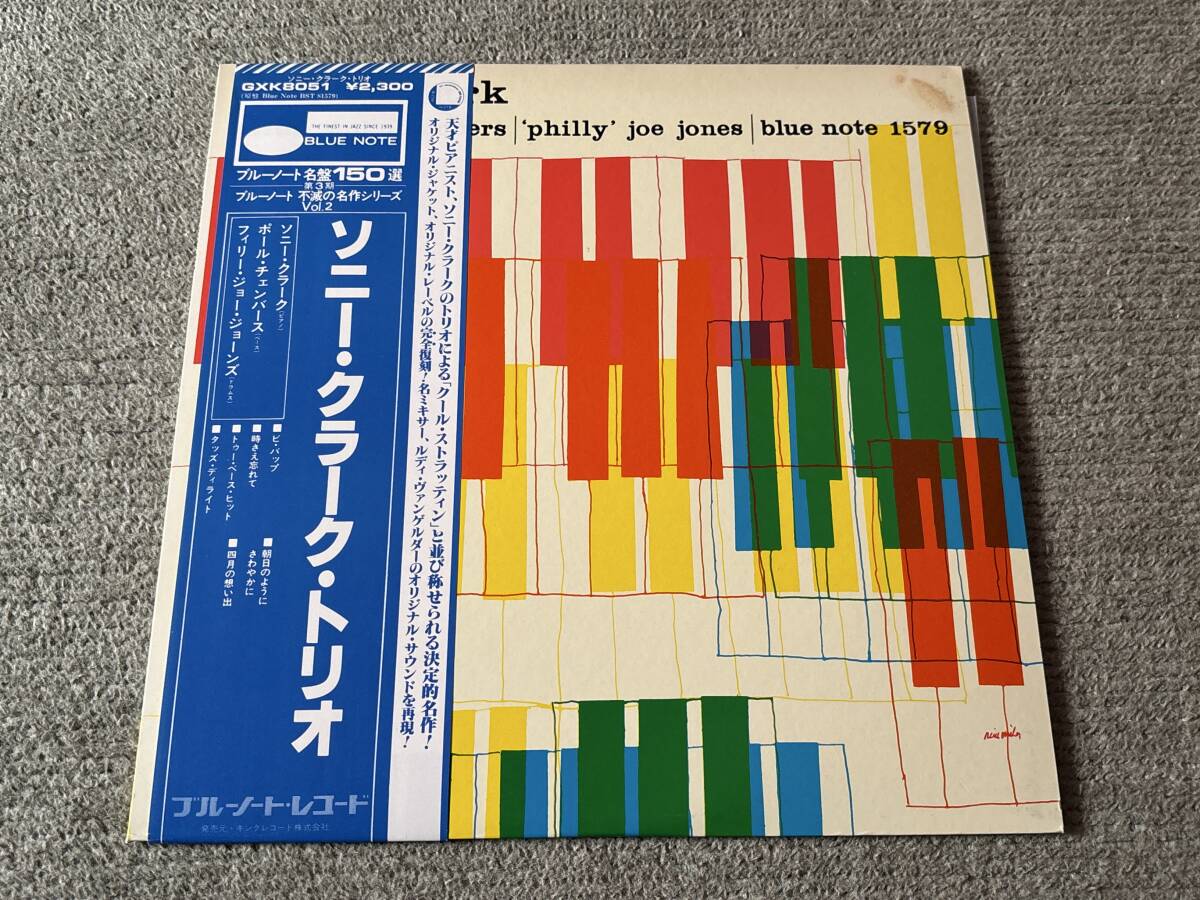 ソニー・クラーク・トリオ
GXK8051 ¥2,300
(原盤 Blue Note BST 81579)
THE FINEST IN JAZZ SINCE 1939
BLUE NOTE
ブルーノート名盤150選
第3期
ブルーノート 不滅の名作シリーズ
Vol.2
ソニー・クラーク・トリオ
ソニー・クラーク(ピアノ)
ポール・チェンバース(ベース)
フィリー・ジョー・ジョーンズ(ドラムス)
■ビ・バップ
■時さえ忘れて
■トゥー・ベース・ヒット
■タッズ・ディライト
■朝日のように
さわやかに
■四月の想い出
ブルーノート・レコード
発売元・キングレコード株式会社
天才ピアニスト、ソニー・クラークのトリオによる「クール・ストラッティン」と並び称せられる決定的名作!
オリジナル・ジャケット、オリジナル・レーベルの完全復刻!名ミキサー、ルディ・ヴァンゲルダーのオリジナル・サウンドを再現!
rk
ers | 'philly' joe jones | blue note 1579